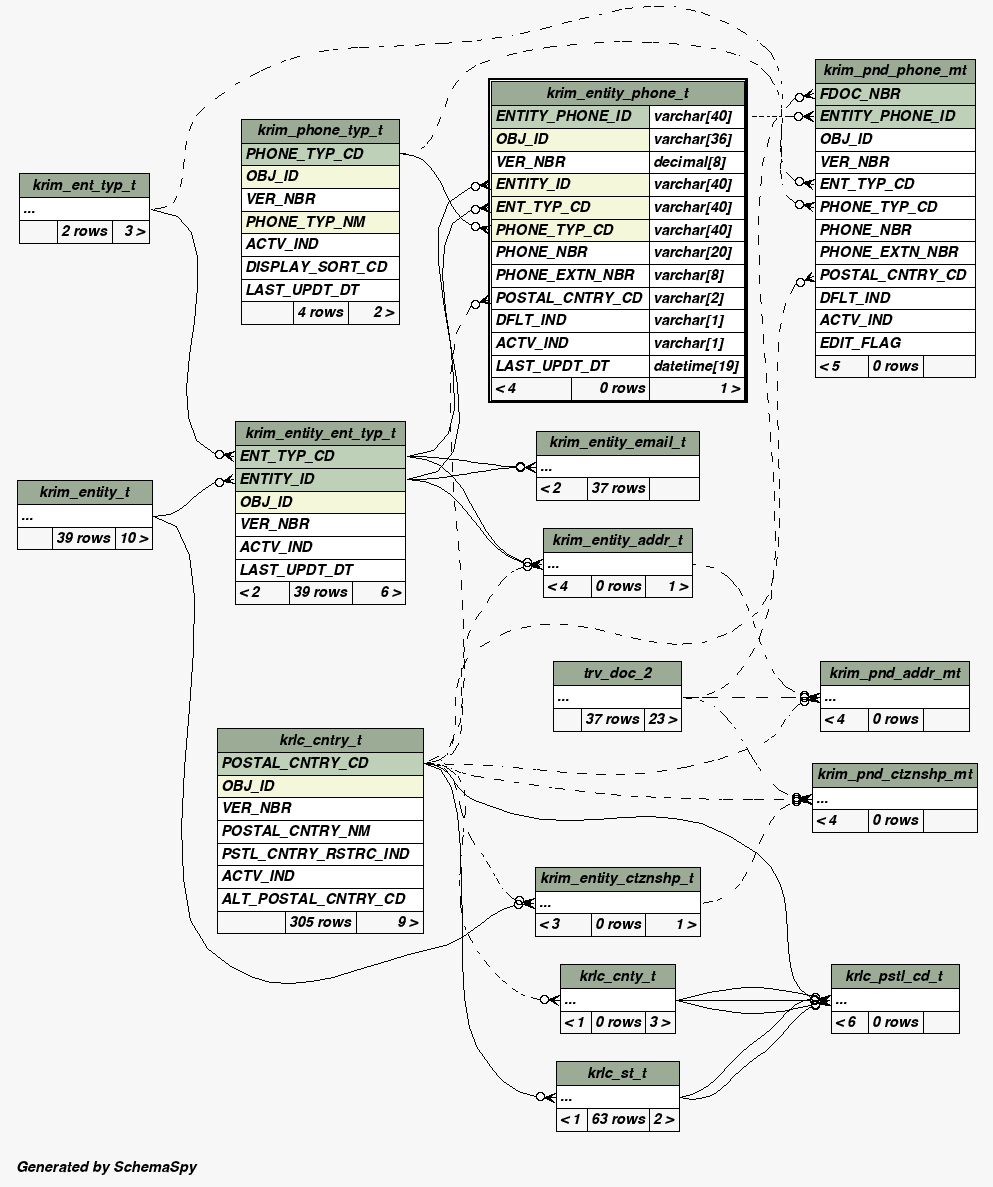 krim_ent_typ_t
...
2 rows 3 >
krim_phone_typ_t
PHONE_TYP_CD
OBJ_ID
VER_NBR
PHONE_TYP_NM
ACTV_IND
DISPLAY_SORT_CD
LAST_UPDT_DT
4 rows 2 >
krim_entity_phone_t
ENTITY_PHONE_ID varchar[40]
OBJ_ID varchar[36]
VER_NBR decimal[8]
ENTITY_ID varchar[40]
ENT_TYP_CD varchar[40]
PHONE_TYP_CD varchar[40]
PHONE_NBR varchar[20]
PHONE_EXTN_NBR varchar[8]
POSTAL_CNTRY_CD varchar[2]
DFLT_IND varchar[1]
ACTV_IND varchar[1]
LAST_UPDT_DT datetime[19]
< 4 0 rows 1 >
krim_pnd_phone_mt
FDOC_NBR
ENTITY_PHONE_ID
OBJ_ID
VER_NBR
ENT_TYP_CD
PHONE_TYP_CD
PHONE_NBR
PHONE_EXTN_NBR
POSTAL_CNTRY_CD
DFLT_IND
ACTV_IND
EDIT_FLAG
< 5 0 rows
krim_entity_t
...
39 rows 10 >
krim_entity_ent_typ_t
ENT_TYP_CD
ENTITY_ID
OBJ_ID
VER_NBR
ACTV_IND
LAST_UPDT_DT
< 2 39 rows 6 >
krim_entity_email_t
...
< 2 37 rows
krim_entity_addr_t
...
< 4 0 rows 1 >
trv_doc_2
...
37 rows 23 >
krim_pnd_addr_mt
...
< 4 0 rows
krlc_cntry_t
POSTAL_CNTRY_CD
OBJ_ID
VER_NBR
POSTAL_CNTRY_NM
PSTL_CNTRY_RSTRC_IND
ACTV_IND
ALT_POSTAL_CNTRY_CD
305 rows 9 >
krim_pnd_ctznshp_mt
...
< 4 0 rows
krim_entity_ctznshp_t
...
< 3 0 rows 1 >
krlc_cnty_t
...
< 1 0 rows 3 >
krlc_pstl_cd_t
...
< 6 0 rows
krlc_st_t
...
< 1 63 rows 2 >
Generated by SchemaSpy